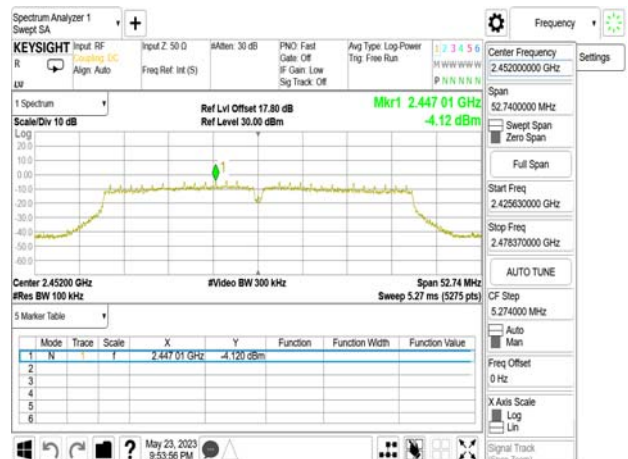 Spectrum Analyzer 1
Swept SA
Frequency
KEYSIGHT
R
Input: RF
Coupling: DC
Align: Auto
Input Z: 50 Ω
Freq Ref: Int (S)
#Atten: 30 dB
PNO: Fast
Gate: Off
IF Gain: Low
Sig Track: Off
Avg Type: Log-Power
Trig: Free Run
1 2 3 4 5 6
M W W W W W
P N N N N N
Center Frequency
2.452000000 GHz
Settings
Span
52.7400000 MHz
Swept Span
Zero Span
Full Span
Start Freq
2.425630000 GHz
Stop Freq
2.478370000 GHz
AUTO TUNE
CF Step
5.274000 MHz
Auto
Man
Freq Offset
0 Hz
X Axis Scale
Log
Lin
Signal Track
1 Spectrum
Scale/Div 10 dB
Ref Lvl Offset 17.80 dB
Ref Level 30.00 dBm
Mkr1 2.447 01 GHz
-4.12 dBm
Log
20.0
10.0
0.00
-10.0
-20.0
-30.0
-40.0
-50.0
-60.0
1
Center 2.45200 GHz
#Video BW 300 kHz
Span 52.74 MHz
#Res BW 100 kHz
Sweep 5.27 ms (5275 pts)
5 Marker Table
Mode Trace Scale X Y Function Function Width Function Value
1 N 1 f 2.447 01 GHz -4.120 dBm
2
3
4
5
6
?
May 23, 2023
9:53:56 PM